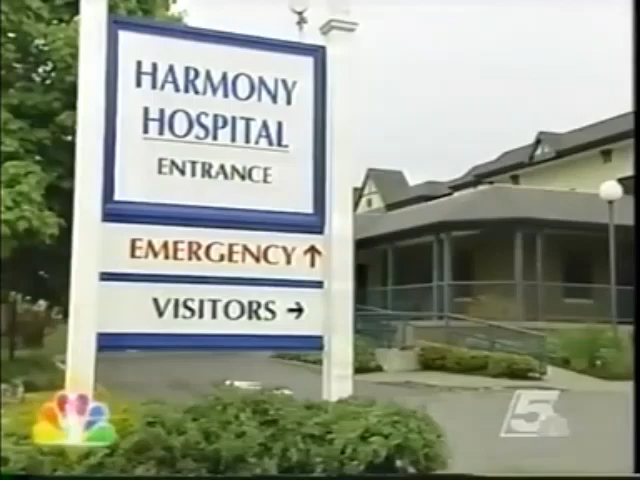 HARMONY
HOSPITAL
ENTRANCE
EMERGENCY ↑
VISITORS →
5